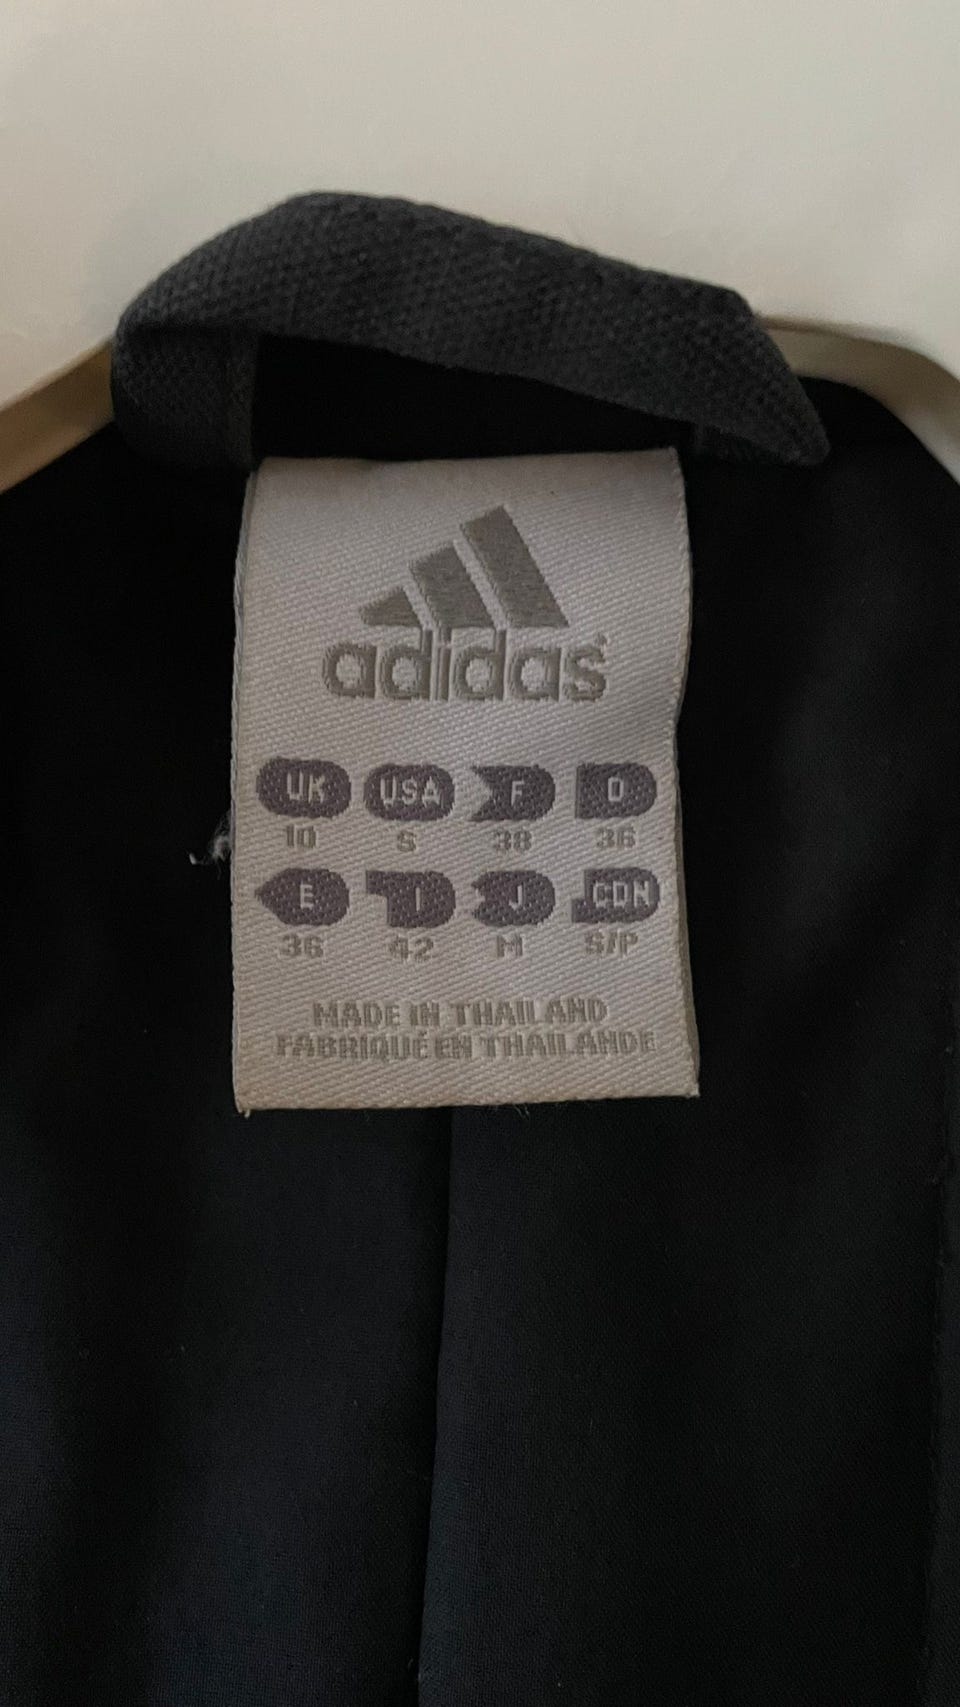 adidas
UK USA F D
10 S 38 36
E I J CDN
36 42 M S/P
MADE IN THAILAND
FABRIQUÉ EN THAILANDE